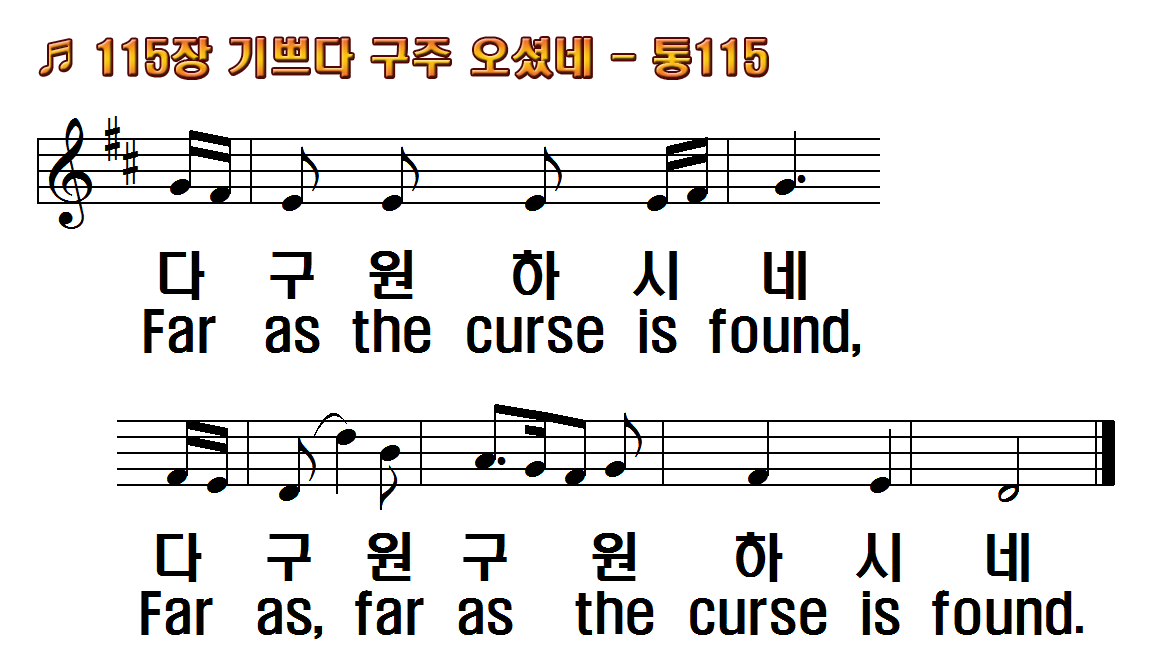 115장 기쁘다 구주 오셨네 - 통115
다 구 원 하 시 네
Far as the curse is found,
다 구 원 구 원 하 시 네
Far as, far as the curse is found.